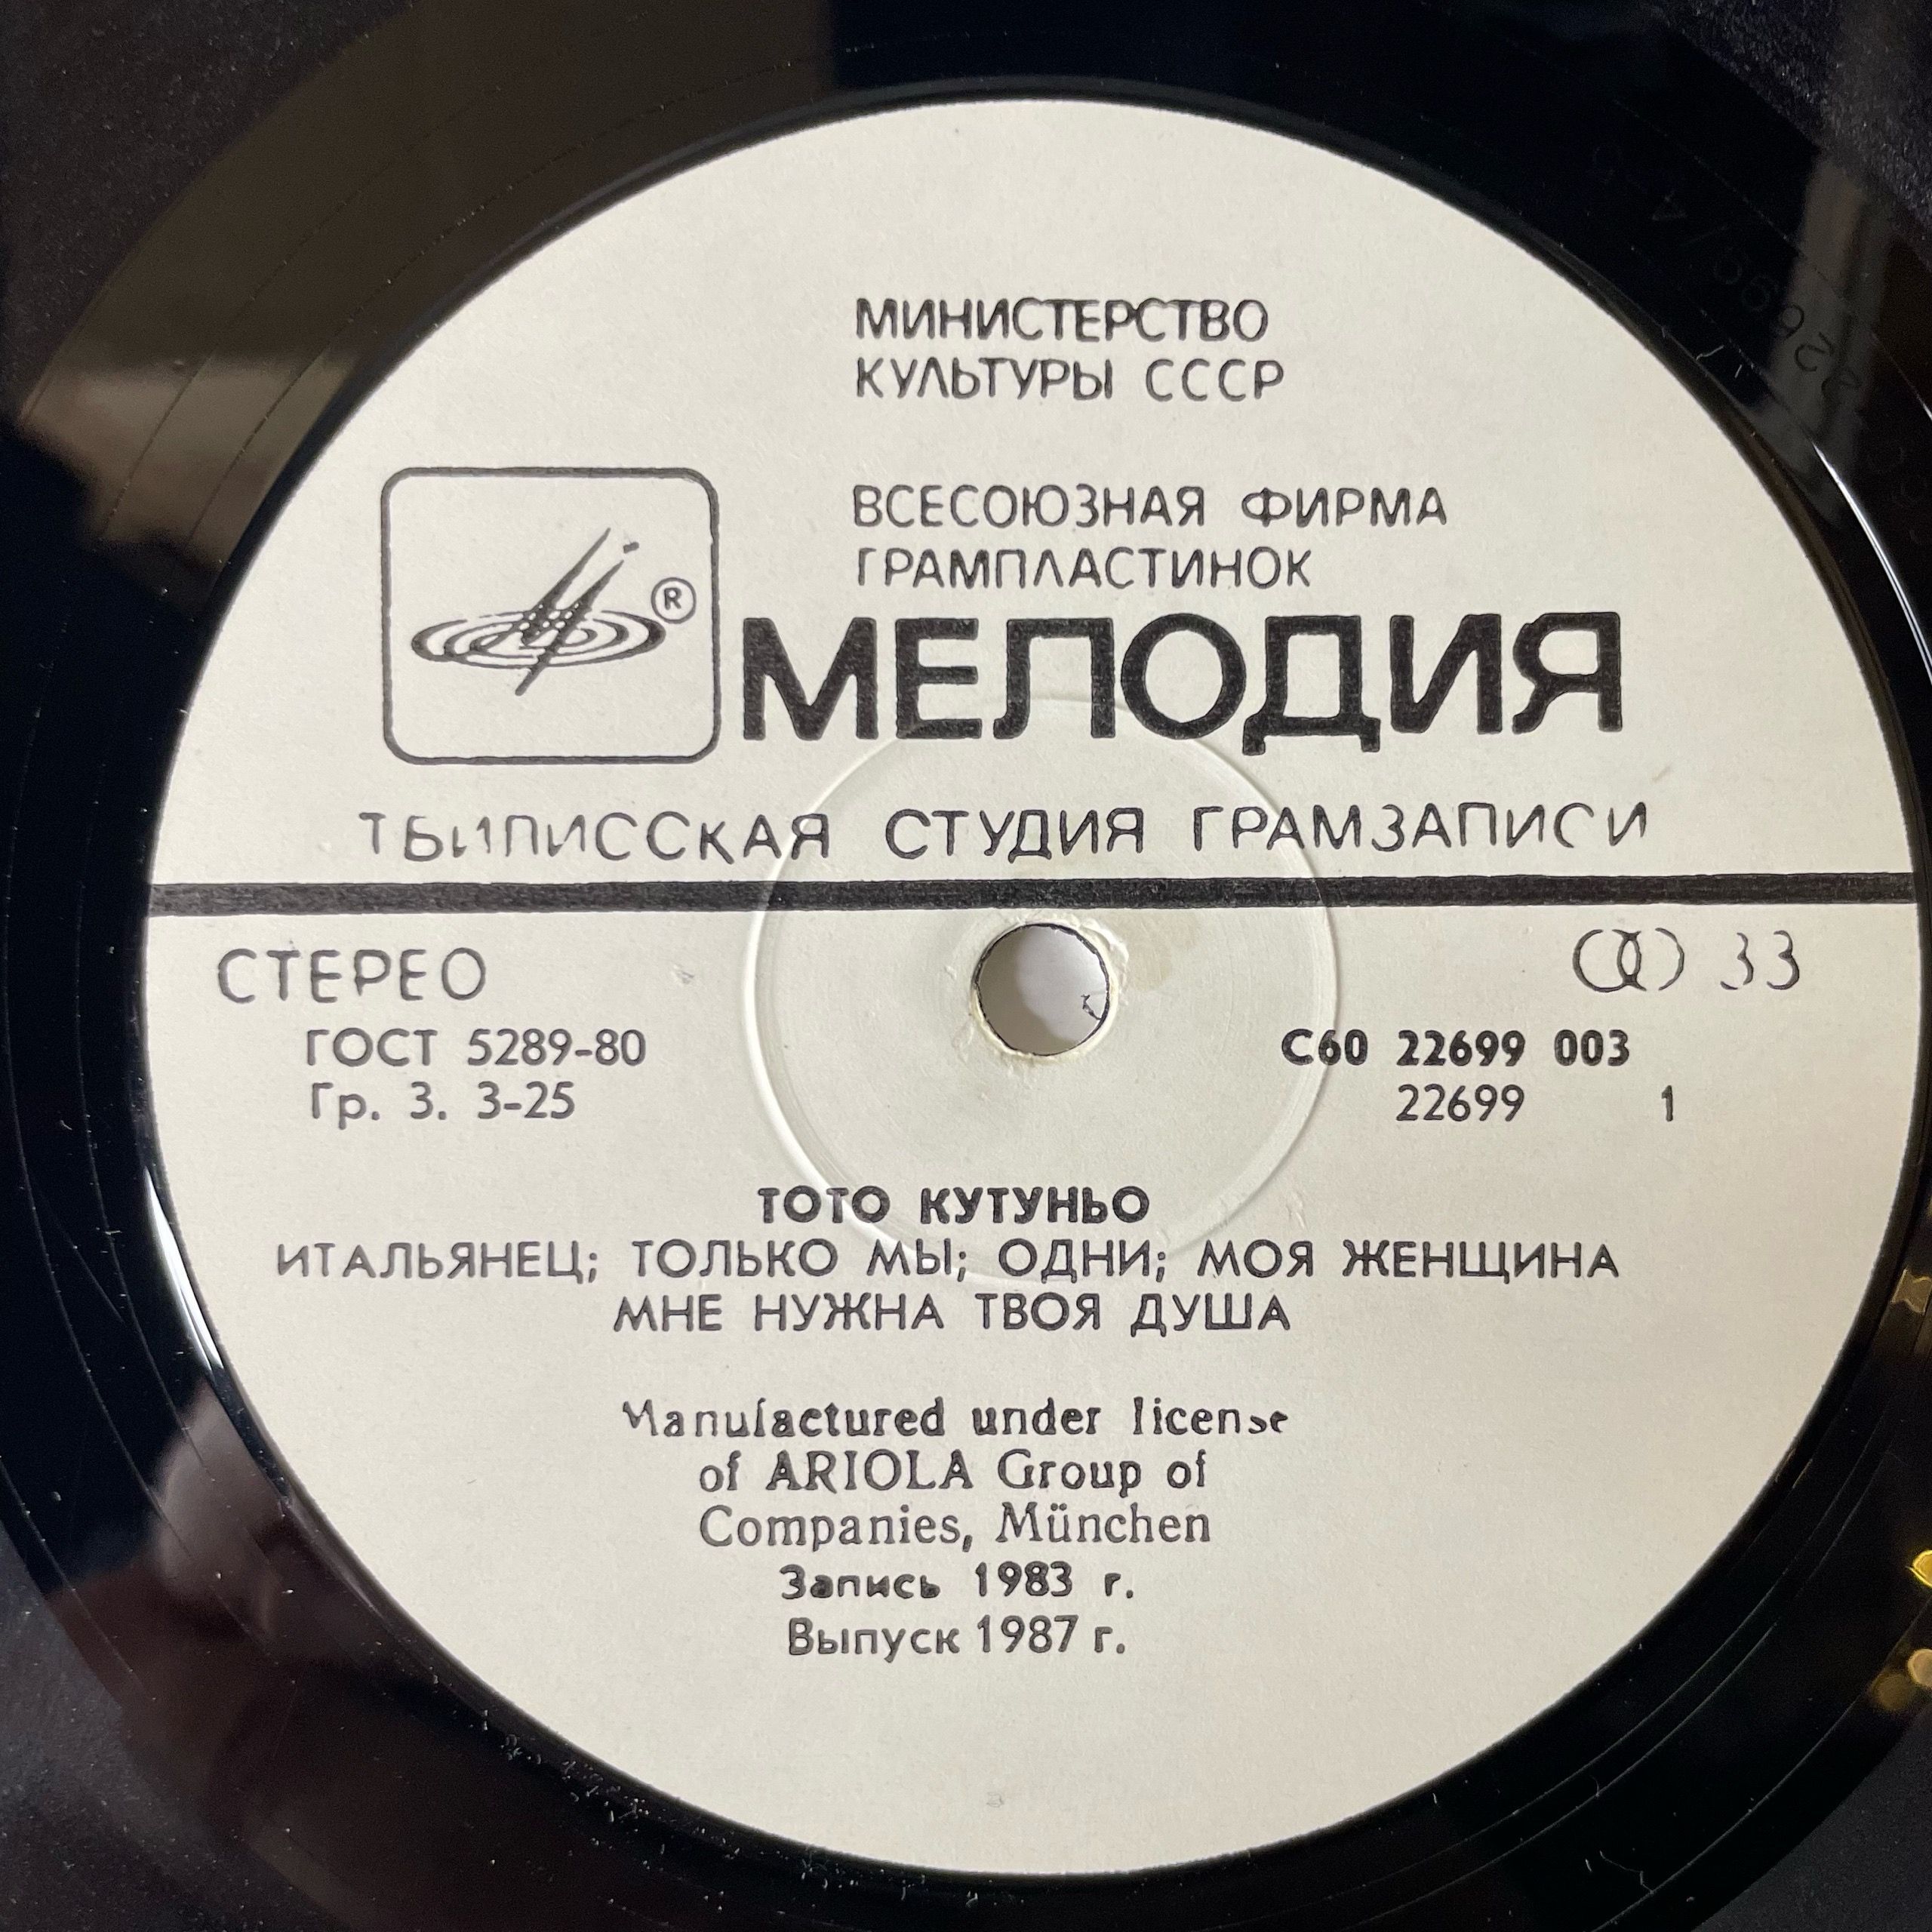 МИНИСТЕРСТВО
КУЛЬТУРЫ СССР
ВСЕСОЮЗНАЯ ФИРМА
ГРАМПЛАСТИНОК
®
МЕЛОДИЯ
ТБИЛИССКАЯ СТУДИЯ ГРАМЗАПИСИ
СТЕРЕО 33
ГОСТ 5289-80 С60 22699 003
Гр. 3. 3-25 22699 1
ТОТО КУТУНЬО
ИТАЛЬЯНЕЦ; ТОЛЬКО МЫ; ОДНИ; МОЯ ЖЕНЩИНА
МНЕ НУЖНА ТВОЯ ДУША
Manufactured under license
of ARIOLA Group of
Companies, München
Запись 1983 г.
Выпуск 1987 г.